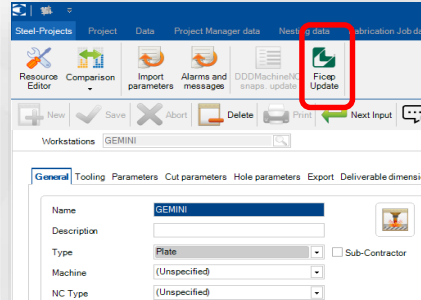 Steel-Projects Project Data Project Manager data Nesting data Fabrication Job da
Resource Editor Comparison Import parameters Alarms and messages DDDMachineNC snaps. update Ficep Update
New Save Abort Delete Print Next Input
Workstations GEMINI
General Tooling Parameters Cut parameters Hole parameters Export Deliverable dimensi
Name GEMINI
Description
Type Plate Sub-Contractor
Machine (Unspecified)
NC Type (Unspecified)